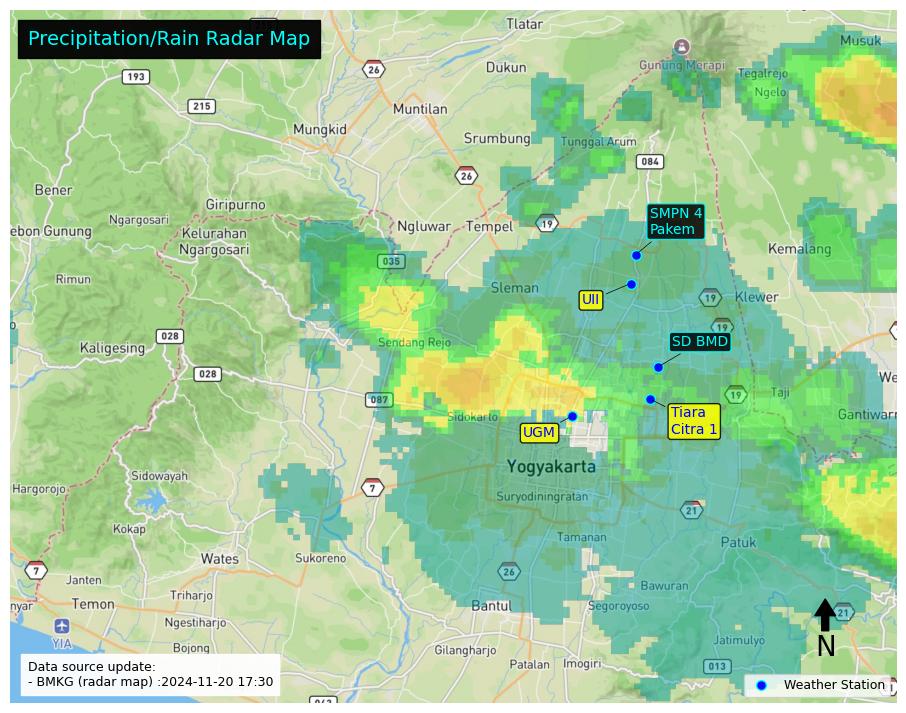 Precipitation/Rain Radar Map
Tlatar
Musuk
Gunung Merapi
Dukun
Tegalrejo
Ngelo
193
26
215
Muntilan
Mungkid
Srumbung
Tunggal Arum
084
26
Bener
Giripurno
Ngargosari
ebon Gunung
Kelurahan
Ngargosari
Ngluwar
Tempel
19
SMPN 4
Pakem
Kemalang
035
Rimun
Sleman
UII
19
Klewer
19
028
Kaligesing
Sendang Rejo
SD BMD
028
We
087
19
Taji
Sidokarto
Tiara
Citra 1
Gantiwarn
UGM
Yogyakarta
Sidowayah
Hargorojo
7
Suryodiningratan
21
Kokap
Tamanan
Patuk
Wates
Sukoreno
7
26
Janten
Bawuran
Triharjo
nyar
Temon
Bantul
Segoroyoso
21
Ngestiharjo
YIA
N
Jatimulyo
Bojong
Gilangharjo
Patalan
Imogiri
013
Data source update:
- BMKG (radar map) :2024-11-20 17:30
Weather Station